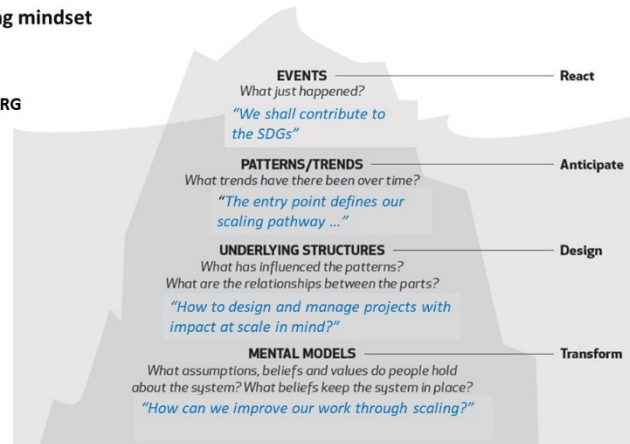 ng mindset
RG
EVENTS React
What just happened?
“We shall contribute to
the SDGs”
PATTERNS/TRENDS Anticipate
What trends have there been over time?
“The entry point defines our
scaling pathway ...”
UNDERLYING STRUCTURES Design
What has influenced the patterns?
What are the relationships between the parts?
“How to design and manage projects with
impact at scale in mind?”
MENTAL MODELS Transform
What assumptions, beliefs and values do people hold
about the system? What beliefs keep the system in place?
“How can we improve our work through scaling?”